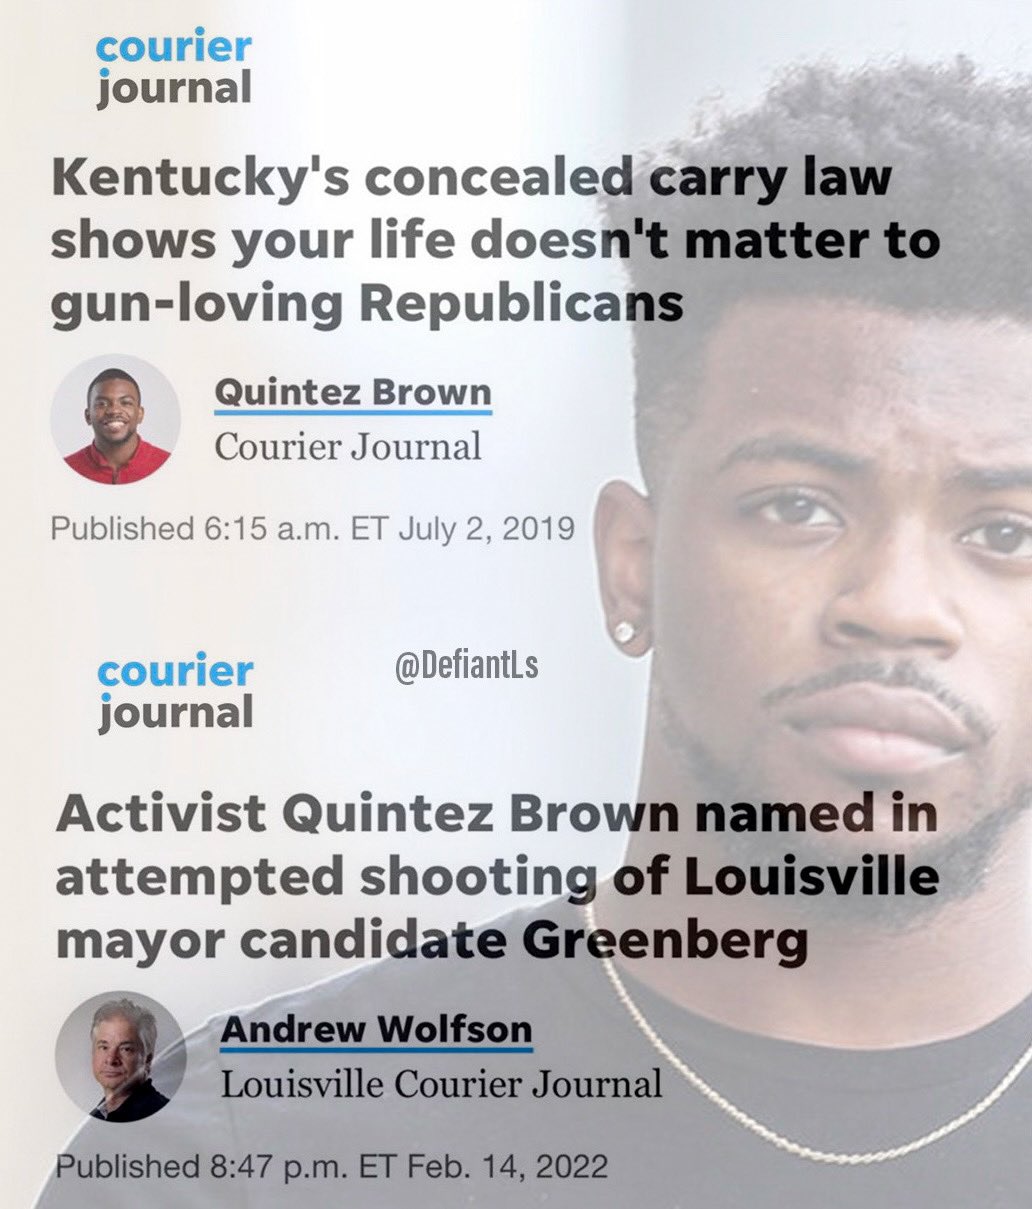 courier
journal
Kentucky's concealed carry law
shows your life doesn't matter to
gun-loving Republicans
Quintez Brown
Courier Journal
Published 6:15 a.m. ET July 2, 2019
courier
journal
@DefiantLs
Activist Quintez Brown named in
attempted shooting of Louisville
mayor candidate Greenberg
Andrew Wolfson
Louisville Courier Journal
Published 8:47 p.m. ET Feb. 14, 2022